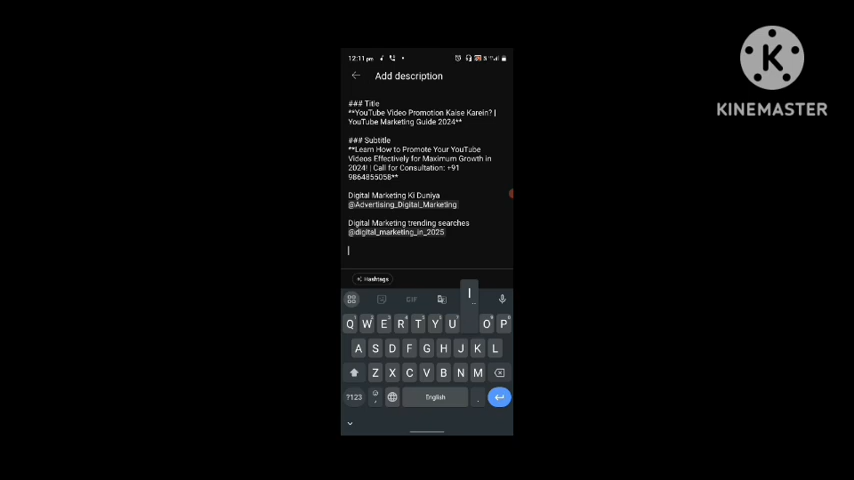 KINEMASTER
12:11 pm
Add description
### Title
**YouTube Video Promotion Kaise Karein? |
YouTube Marketing Guide 2024**
### Subtitle
**Learn How to Promote Your YouTube
Videos Effectively for Maximum Growth in
2024! | Call for Consultation: +91
9864855058**
Digital Marketing Ki Duniya
@Advertising_Digital_Marketing
Digital Marketing trending searches
@digital_marketing_in_2025
Hashtags
GIF
I
Q W E R T Y U O P
A S D F G H J K L
Z X C V B N M
?123 , English .